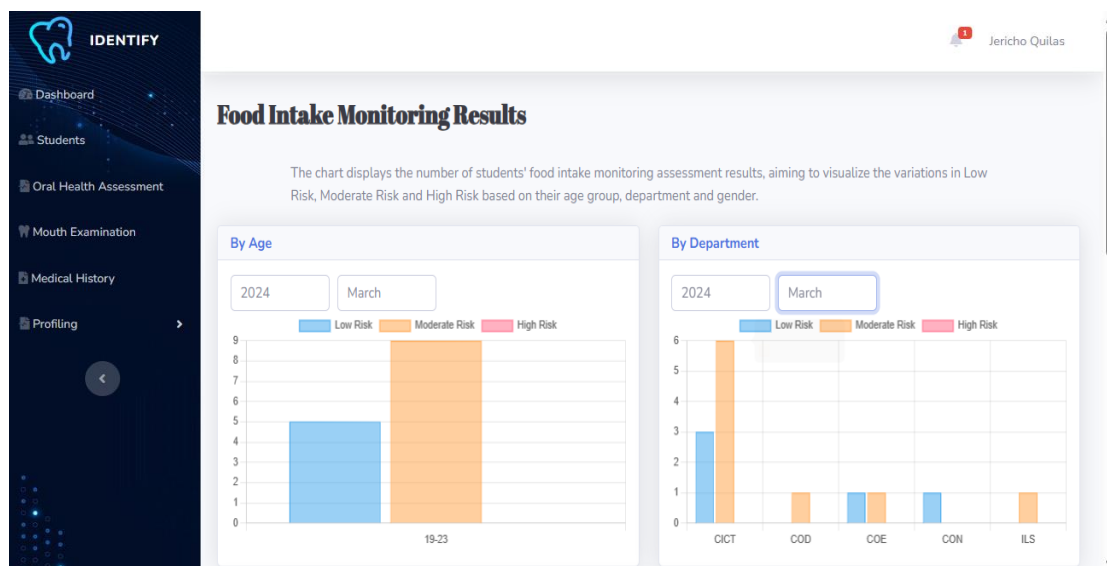 IDENTIFY
1
Jericho Quilas
Dashboard
Students
Oral Health Assessment
Mouth Examination
Medical History
Profiling
Food Intake Monitoring Results
The chart displays the number of students' food intake monitoring assessment results, aiming to visualize the variations in Low
Risk, Moderate Risk and High Risk based on their age group, department and gender.
By Age
2024
March
Low Risk
Moderate Risk
High Risk
9
8
7
6
5
4
3
2
1
0
19-23
By Department
2024
March
Low Risk
Moderate Risk
High Risk
6
5
4
3
2
1
0
CICT
COD
COE
CON
ILS